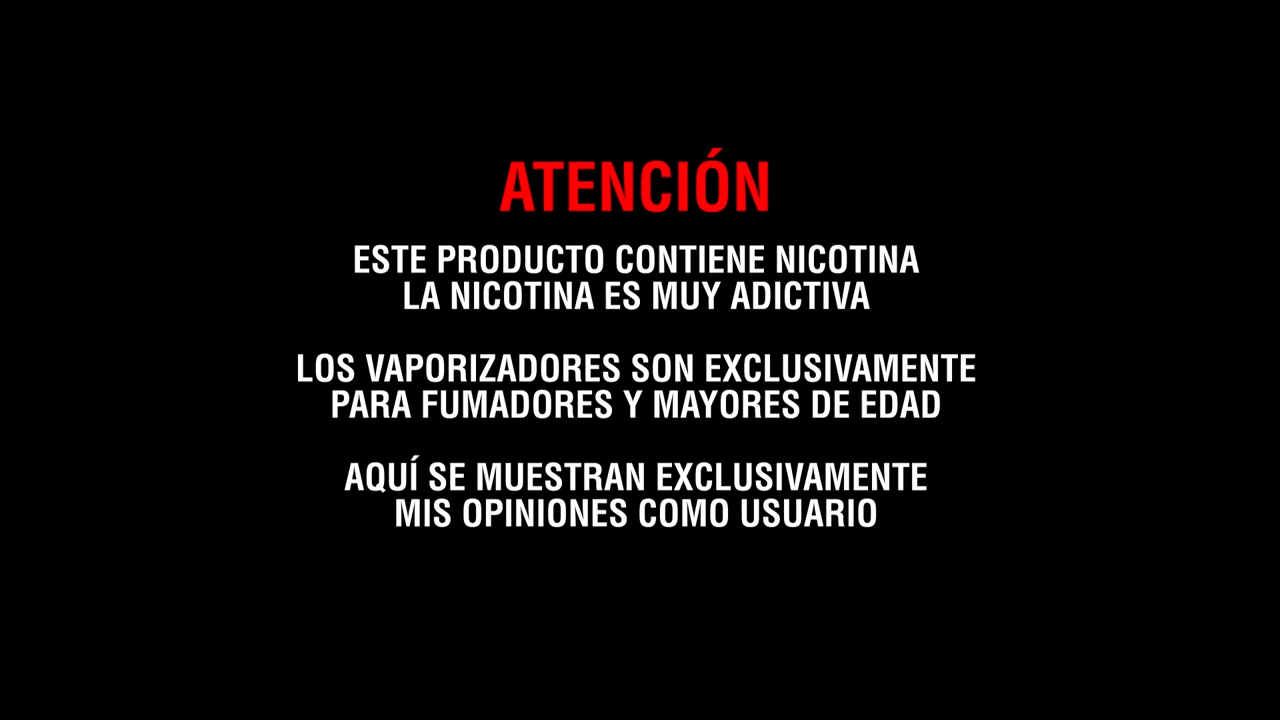 ATENCIÓN
ESTE PRODUCTO CONTIENE NICOTINA
LA NICOTINA ES MUY ADICTIVA
LOS VAPORIZADORES SON EXCLUSIVAMENTE
PARA FUMADORES Y MAYORES DE EDAD
AQUÍ SE MUESTRAN EXCLUSIVAMENTE
MIS OPINIONES COMO USUARIO